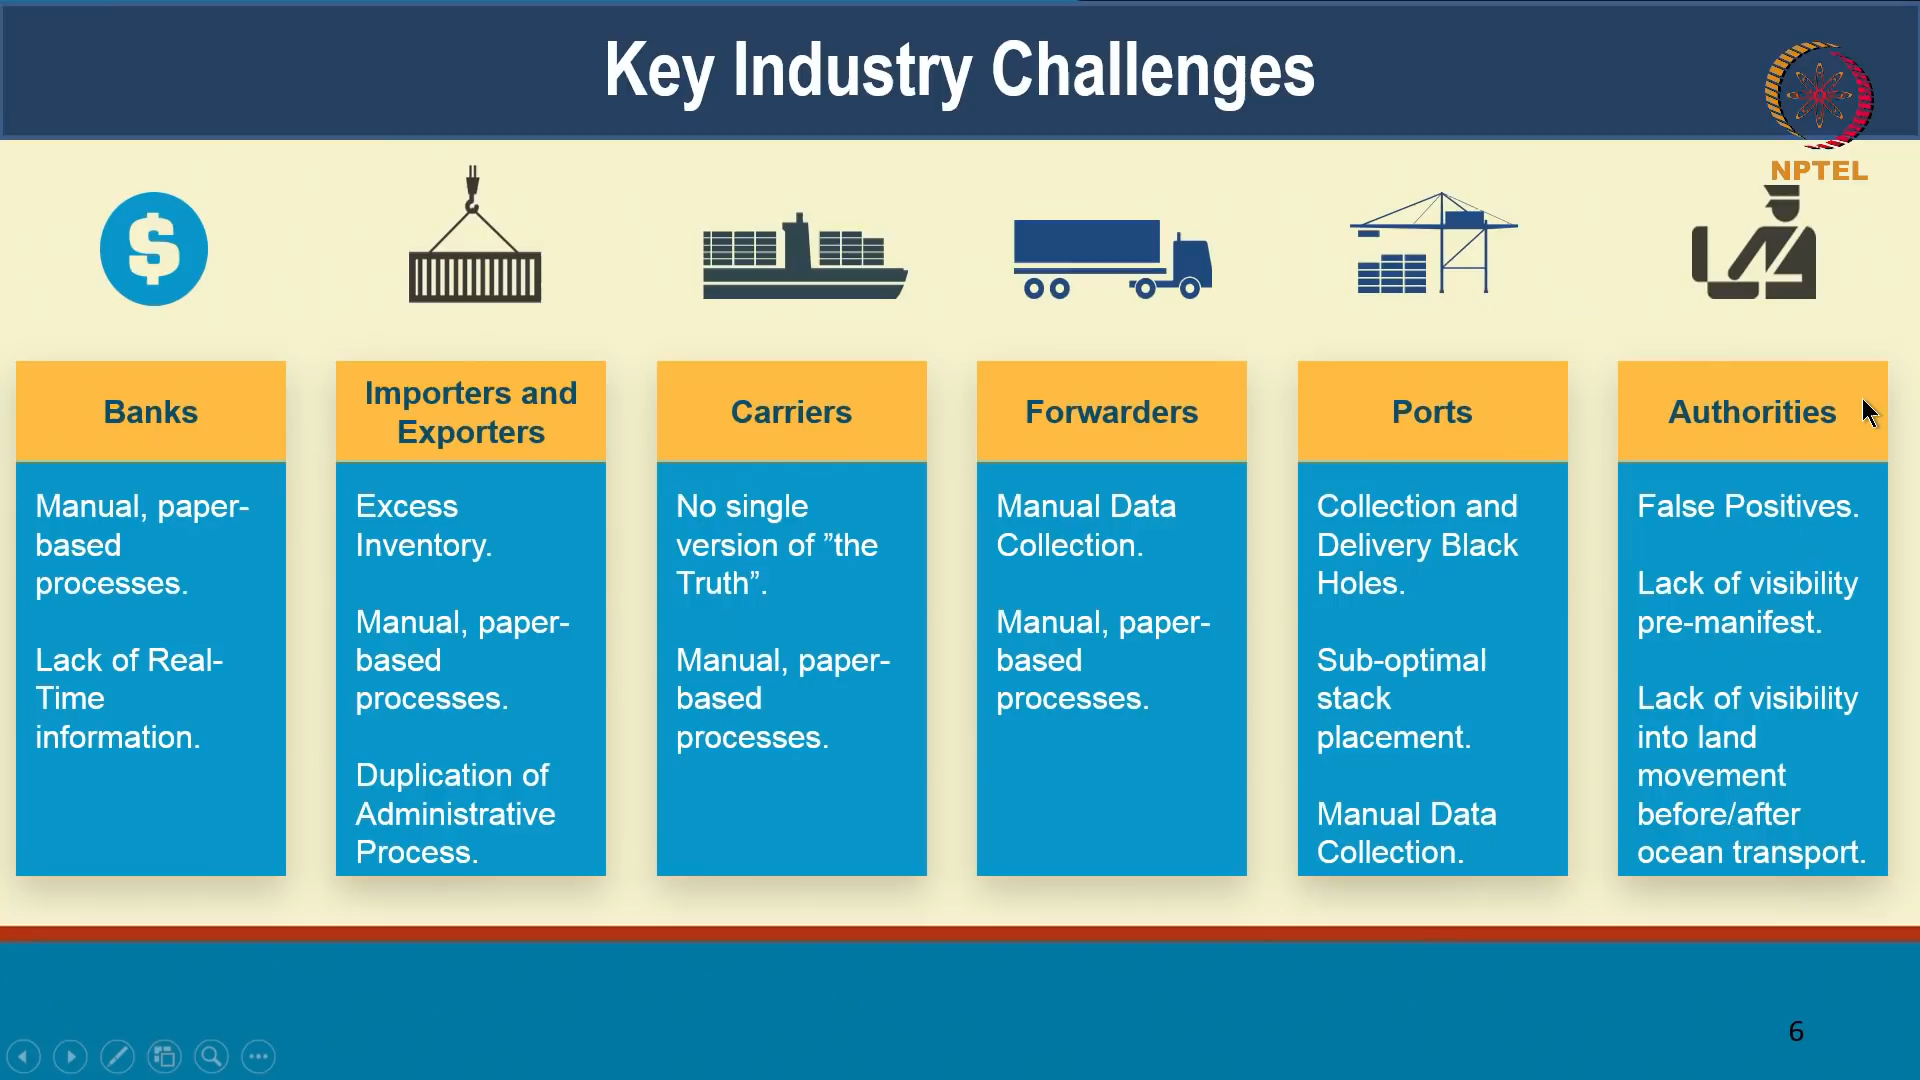 Key Industry Challenges
NPTEL
$
Banks
Manual, paper-
based
processes.
Lack of Real-
Time
information.
Importers and
Exporters
Excess
Inventory.
Manual, paper-
based
processes.
Duplication of
Administrative
Process.
Carriers
No single
version of ”the
Truth”.
Manual, paper-
based
processes.
Forwarders
Manual Data
Collection.
Manual, paper-
based
processes.
Ports
Collection and
Delivery Black
Holes.
Sub-optimal
stack
placement.
Manual Data
Collection.
Authorities
False Positives.
Lack of visibility
pre-manifest.
Lack of visibility
into land
movement
before/after
ocean transport.
6